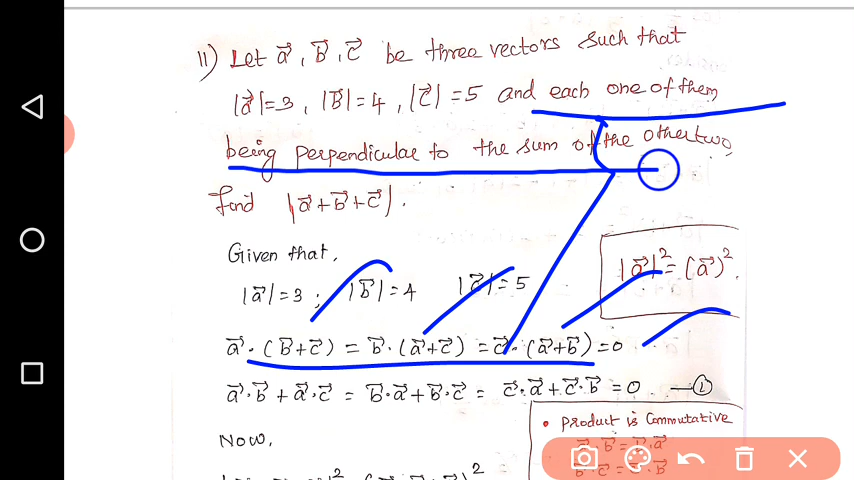 11) Let a⃗, b⃗, c⃗ be three vectors such that
|a⃗|=3, |b⃗|=4, |c⃗|=5 and each one of them
being perpendicular to the sum of the other two,
find |a⃗+b⃗+c⃗|.
Given that,
|a⃗|=3; |b⃗|=4 |c⃗|=5
|a⃗|²=(a⃗)².
a⃗·(b⃗+c⃗) = b⃗·(a⃗+c⃗) = c⃗·(a⃗+b⃗)=0
a⃗·b⃗+a⃗·c⃗ = b⃗·a⃗+b⃗·c⃗ = c⃗·a⃗+c⃗·b⃗=0 —①
• product is commutative
Now,